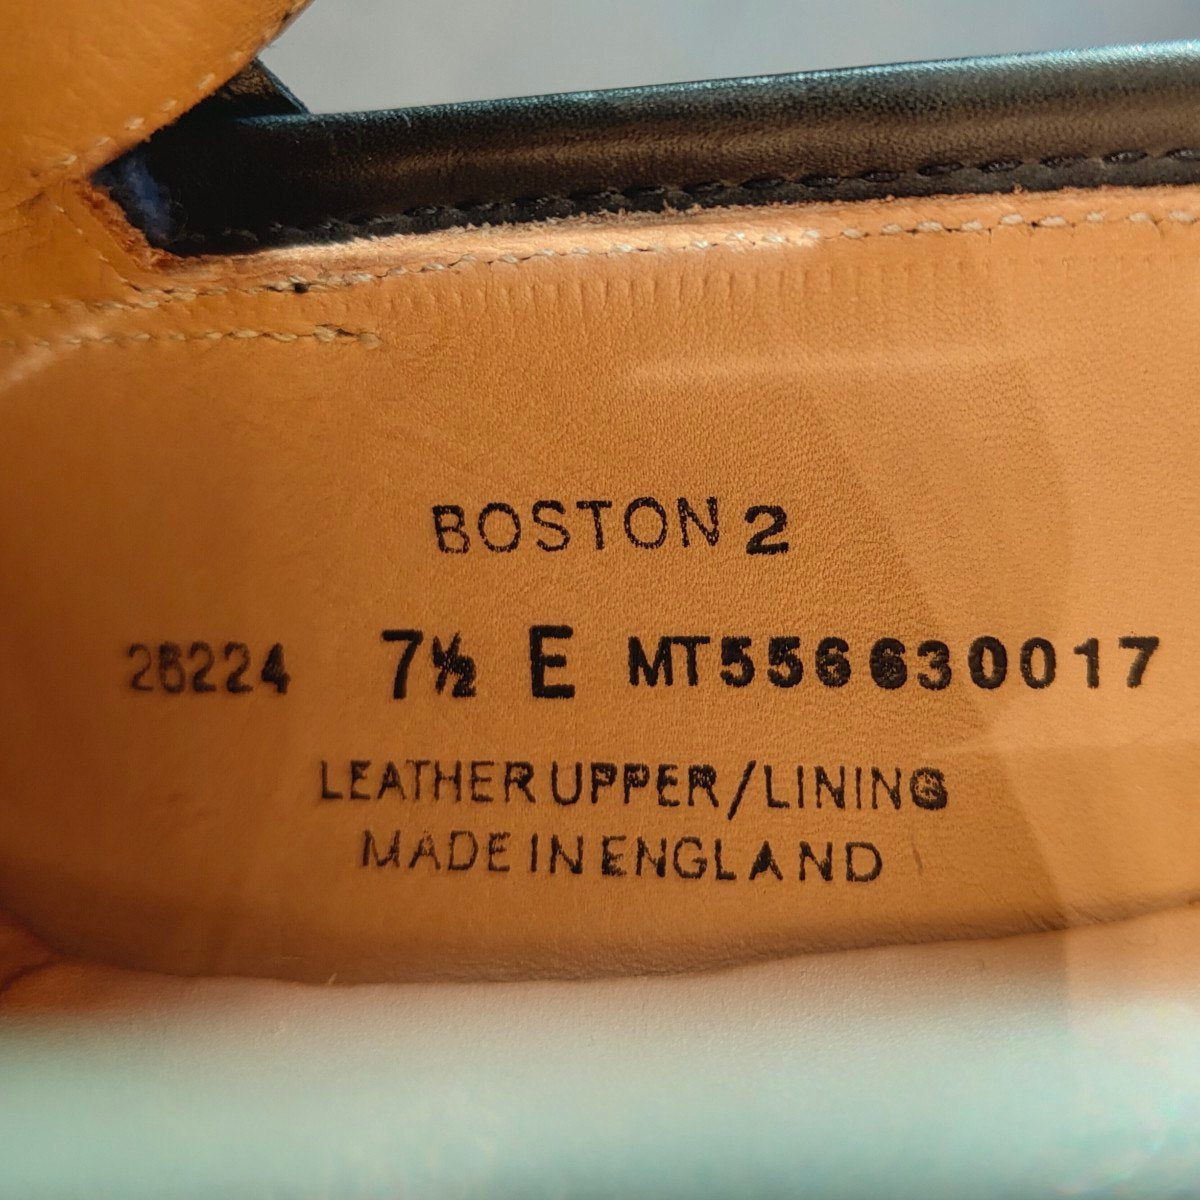 BOSTON 2
26224 7½ E MT556630017
LEATHER UPPER/LINING
MADE IN ENGLAND